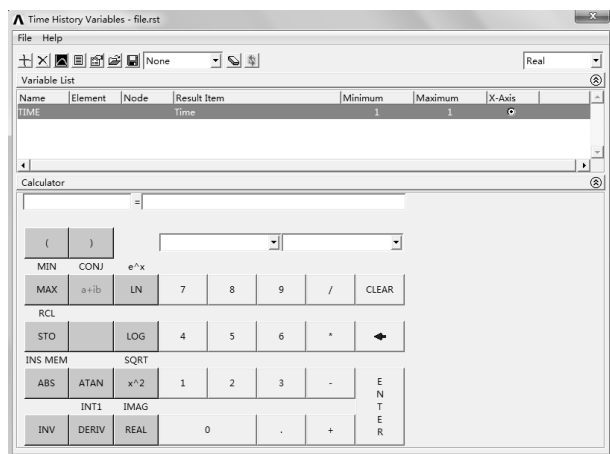 Time History Variables - file.rst
File Help
None Real
Variable List
Name Element Node Result Item Minimum Maximum X-Axis
TIME Time 1 1
Calculator
=
( )
MIN CONJ e^x
MAX a+ib LN 7 8 9 / CLEAR
RCL
STO LOG 4 5 6 *
INS MEM SQRT
ABS ATAN x^2 1 2 3 - ENTER
INT1 IMAG
INV DERIV REAL 0 . +